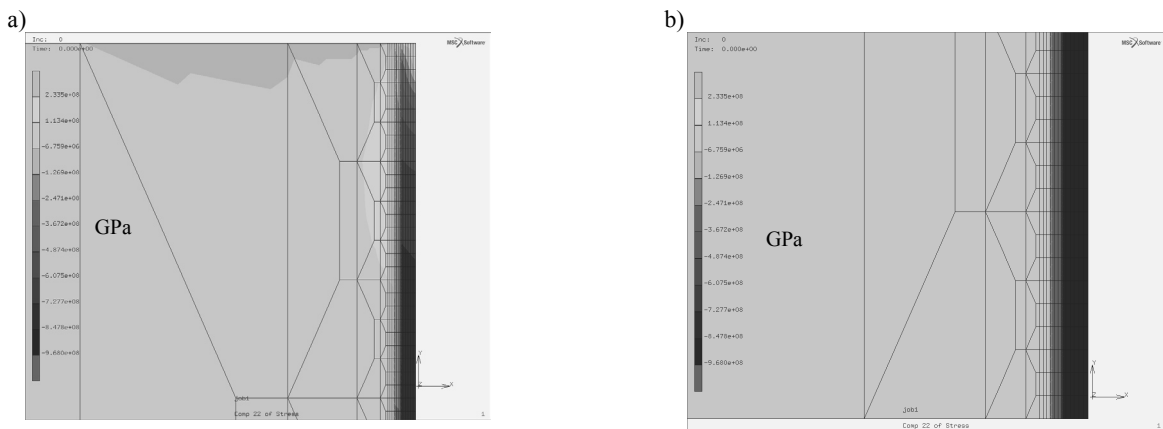 a)
Inc: 0
Time: 0.000e+00
MSC Software
2.335e+08
1.134e+08
-6.759e+06
-1.269e+08
-2.471e+08
-3.672e+08
-4.874e+08
-6.075e+08
-7.277e+08
-8.478e+08
-9.680e+08
GPa
Y
Z X
job1
Comp 22 of Stress
1
b)
Inc: 0
Time: 0.000e+00
MSC Software
2.335e+08
1.134e+08
-6.759e+06
-1.269e+08
-2.471e+08
-3.672e+08
-4.874e+08
-6.075e+08
-7.277e+08
-8.478e+08
-9.680e+08
GPa
Y
Z X
job1
Comp 22 of Stress
1